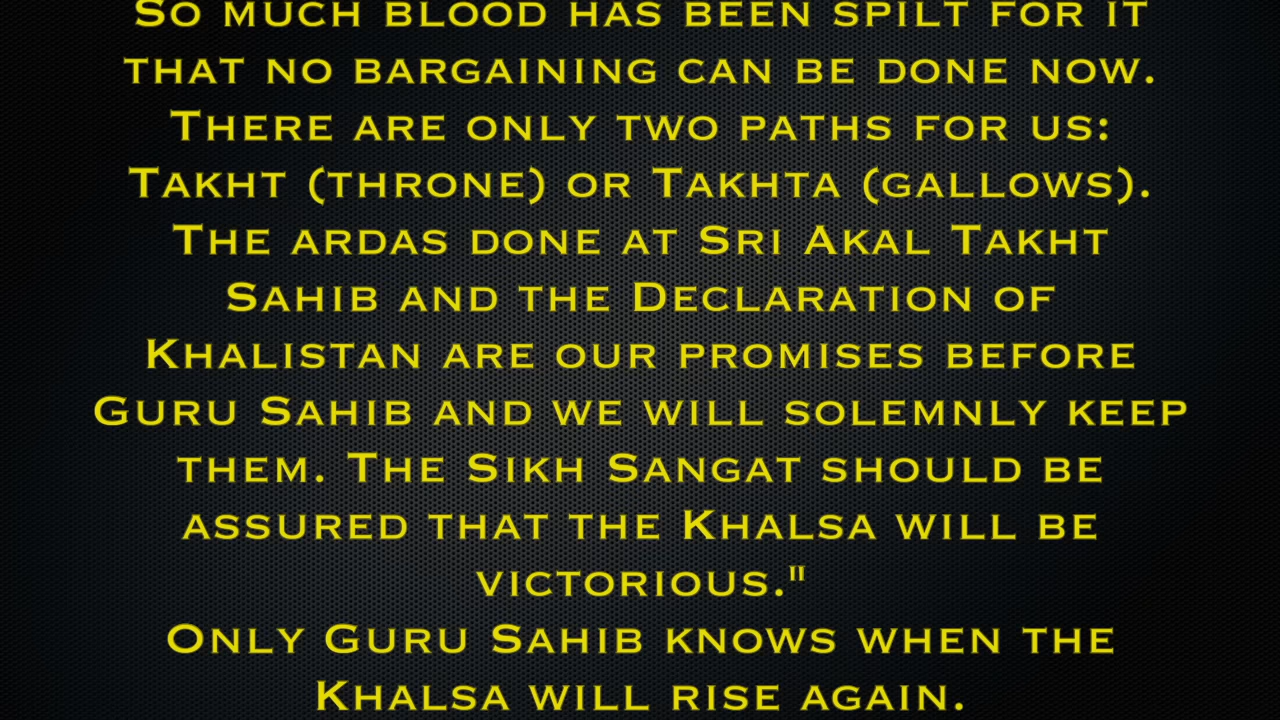 So much blood has been spilt for it
that no bargaining can be done now.
There are only two paths for us:
Takht (throne) or Takhta (gallows).
The ardas done at Sri Akal Takht
Sahib and the Declaration of
Khalistan are our promises before
Guru Sahib and we will solemnly keep
them. The Sikh Sangat should be
assured that the Khalsa will be
victorious."
Only Guru Sahib knows when the
Khalsa will rise again.